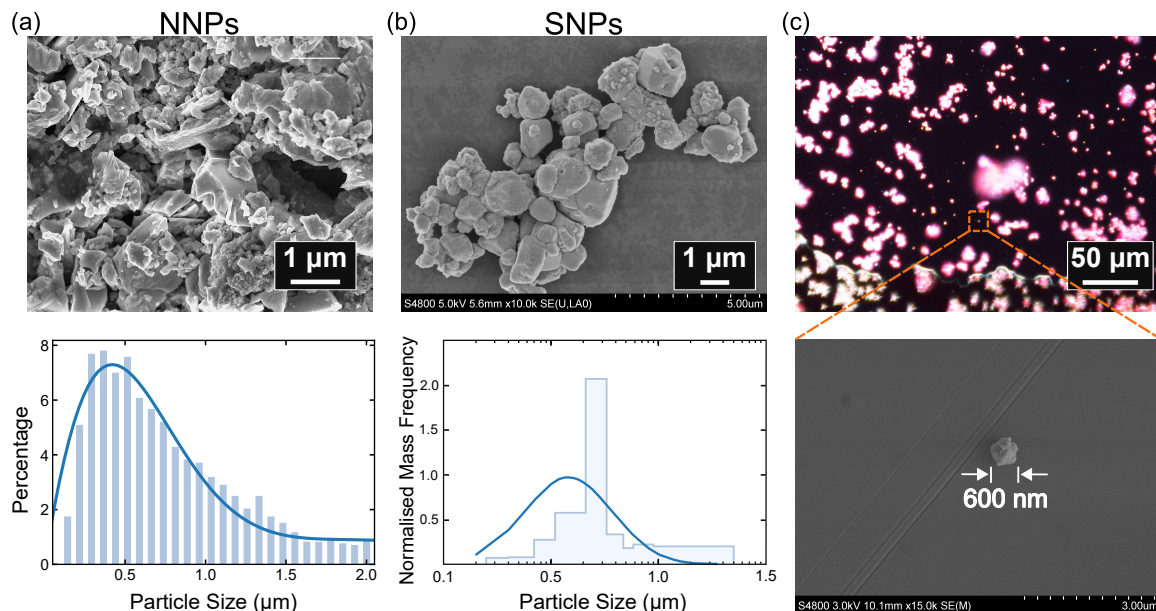 (a) NNPs
(b) SNPs
(c)
1 µm
1 µm
S4800 5.0kV 5.6mm x10.0k SE(U,LA0) 5.00um
50 µm
Percentage
8
6
4
2
0
0.5 1.0 1.5 2.0
Particle Size (µm)
Normalised Mass Frequency
2.0
1.5
1.0
0.5
0.1 0.5 1.0 1.5
Particle Size (µm)
600 nm
S4800 3.0kV 10.1mm x15.0k SE(M) 3.00um